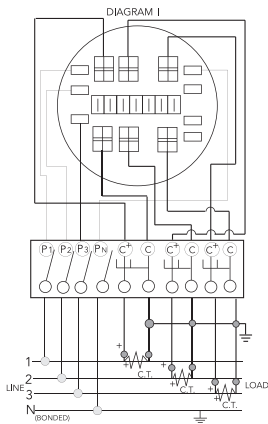 DIAGRAM I
P1 P2 P3 PN C+ C C+ C C+ C
1
+ C.T.
2
LINE + C.T. LOAD
3
+ C.T.
N
(BONDED)